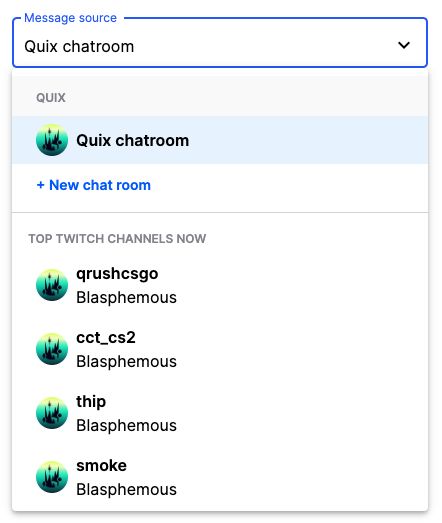 Message source
Quix chatroom
QUIX
Quix chatroom
+ New chat room
TOP TWITCH CHANNELS NOW
qrushcsgo
Blasphemous
cct_cs2
Blasphemous
thip
Blasphemous
smoke
Blasphemous